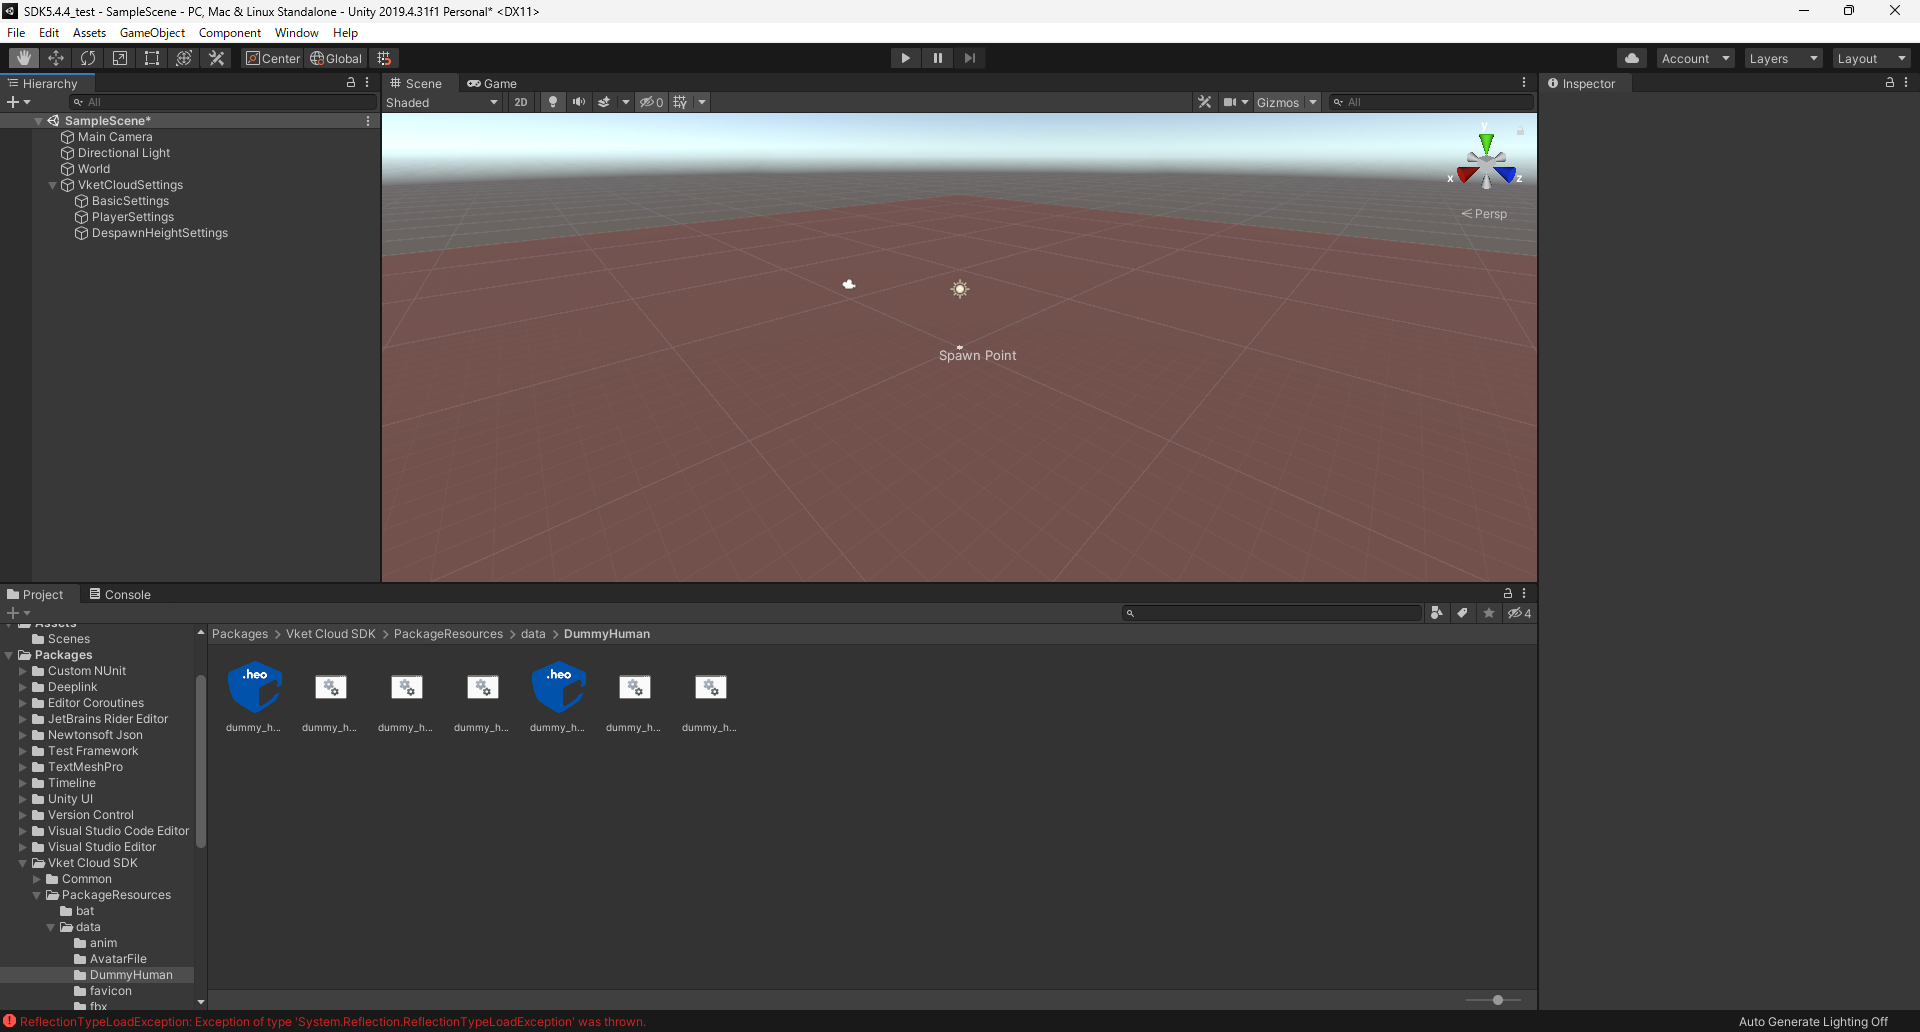 SDK5.4.4_test - SampleScene - PC, Mac & Linux Standalone - Unity 2019.4.31f1 Personal* <DX11>
File Edit Assets GameObject Component Window Help
Center Global Account Layers Layout
Hierarchy
All
SampleScene*
Main Camera
Directional Light
World
VketCloudSettings
BasicSettings
PlayerSettings
DespawnHeightSettings
Scene Game
Shaded 2D 0 Gizmos All
y
x
z
Persp
Spawn Point
Inspector
Project Console
4
Assets
Scenes
Packages
Custom NUnit
Deeplink
Editor Coroutines
JetBrains Rider Editor
Newtonsoft Json
Test Framework
TextMeshPro
Timeline
Unity UI
Version Control
Visual Studio Code Editor
Visual Studio Editor
Vket Cloud SDK
Common
PackageResources
bat
data
anim
AvatarFile
DummyHuman
favicon
fbx
Packages > Vket Cloud SDK > PackageResources > data > DummyHuman
.heo .heo
dummy_h... dummy_h... dummy_h... dummy_h... dummy_h... dummy_h... dummy_h...
ReflectionTypeLoadException: Exception of type 'System.Reflection.ReflectionTypeLoadException' was thrown.
Auto Generate Lighting Off